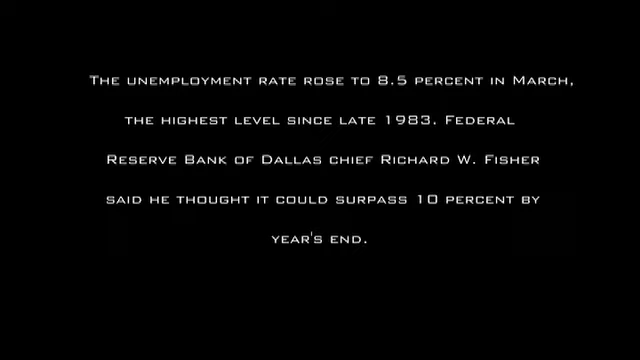 The unemployment rate rose to 8.5 percent in March,
the highest level since late 1983. Federal
Reserve Bank of Dallas chief Richard W. Fisher
said he thought it could surpass 10 percent by
year's end.